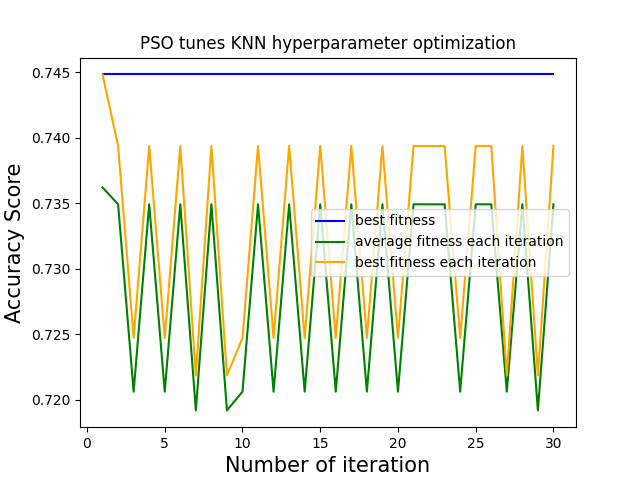 PSO tunes KNN hyperparameter optimization
Accuracy Score
0.745
0.740
0.735
0.730
0.725
0.720
best fitness
average fitness each iteration
best fitness each iteration
0 5 10 15 20 25 30
Number of iteration